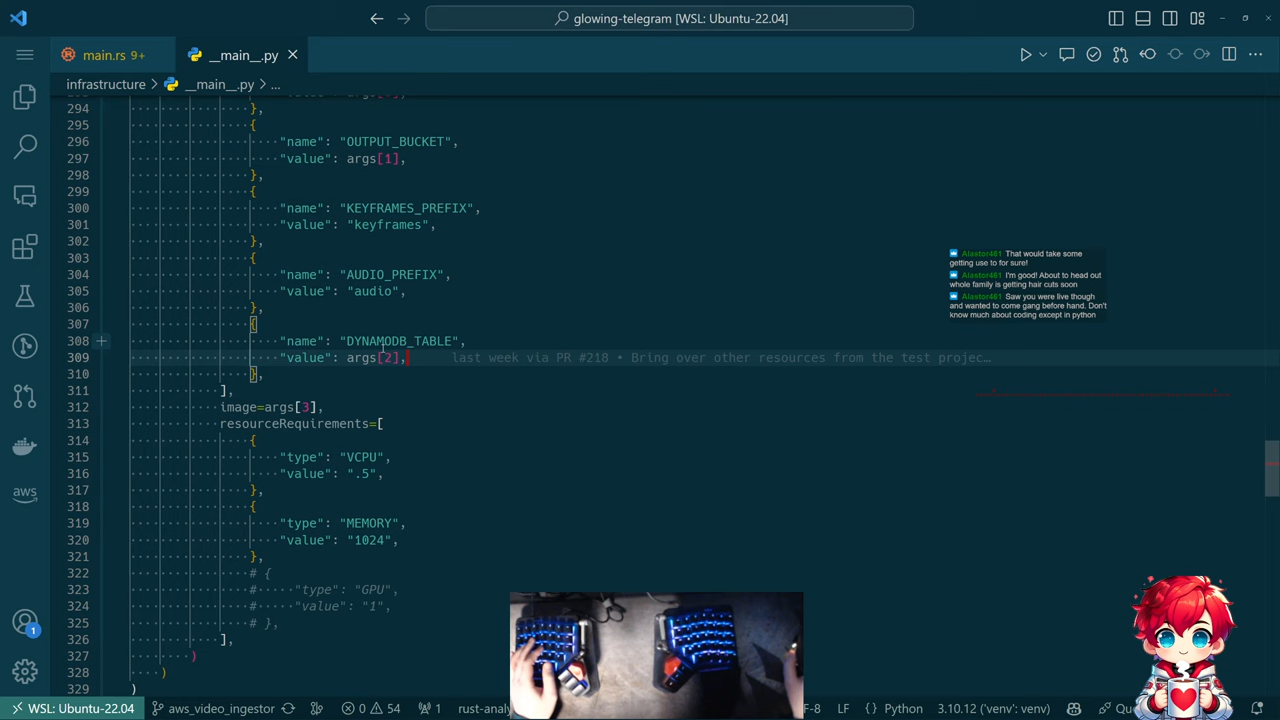 glowing-telegram [WSL: Ubuntu-22.04]
main.rs 9+
__main__.py
infrastructure > __main__.py > ...
294 },
295 {
296 "name": "OUTPUT_BUCKET",
297 "value": args[1],
298 },
299 {
300 "name": "KEYFRAMES_PREFIX",
301 "value": "keyframes",
302 },
303 {
304 "name": "AUDIO_PREFIX",
305 "value": "audio",
306 },
307 {
308 "name": "DYNAMODB_TABLE",
309 "value": args[2], last week via PR #218 • Bring over other resources from the test projec…
310 },
311 ],
312 image=args[3],
313 resourceRequirements=[
314 {
315 "type": "VCPU",
316 "value": ".5",
317 },
318 {
319 "type": "MEMORY",
320 "value": "1024",
321 },
322 # {
323 # "type": "GPU",
324 # "value": "1",
325 # },
326 ],
327 )
328 )
329 )
Alastor461 That would take some
getting use to for sure!
Alastor461 I'm good! About to head out
whole family is getting hair cuts soon
Alastor461 Saw you were live though
and wanted to come gang before hand. Don't
know much about coding except in python
aws
1
WSL: Ubuntu-22.04 aws_video_ingestor 0 54 1 rust-analy F-8 LF {} Python 3.10.12 ('venv': venv) Quo